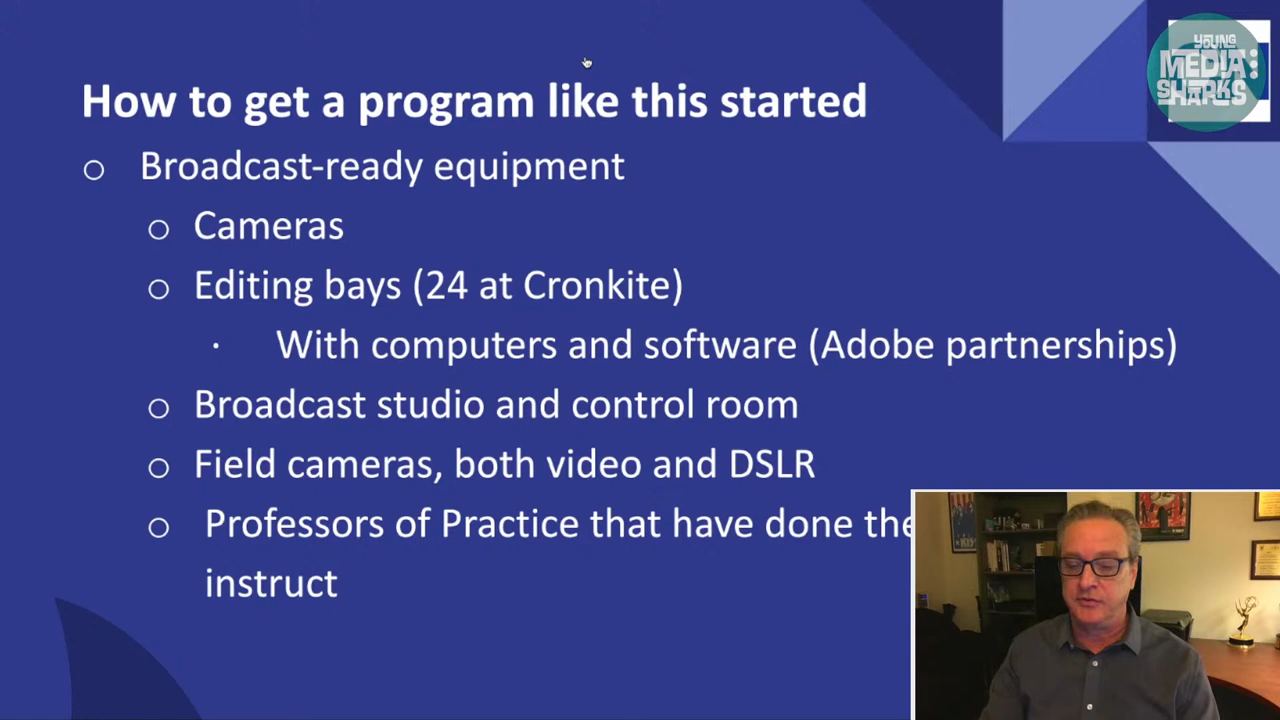 How to get a program like this started
Broadcast-ready equipment
Cameras
Editing bays (24 at Cronkite)
With computers and software (Adobe partnerships)
Broadcast studio and control room
Field cameras, both video and DSLR
Professors of Practice that have done the
instruct
YOUNG
MEDIA
SHARKS